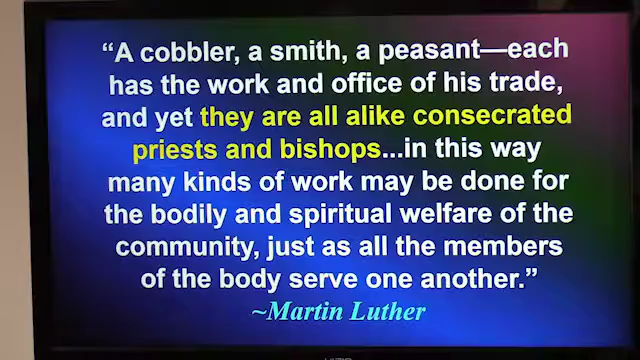 “A cobbler, a smith, a peasant—each
has the work and office of his trade,
and yet they are all alike consecrated
priests and bishops...in this way
many kinds of work may be done for
the bodily and spiritual welfare of the
community, just as all the members
of the body serve one another.”
~Martin Luther
VIZIO